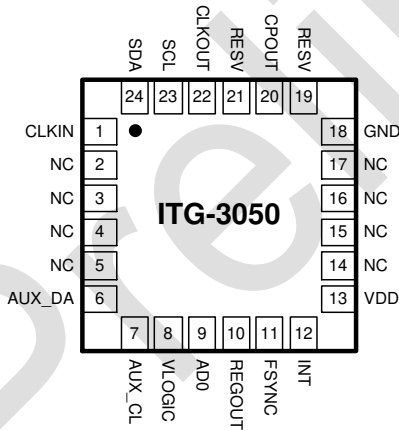 SDA SCL CLKOUT RESV CPOUT RESV
24 23 22 21 20 19
CLKIN 1 18 GND
NC 2 17 NC
NC 3 16 NC
ITG-3050
NC 4 15 NC
NC 5 14 NC
AUX_DA 6 13 VDD
7 8 9 10 11 12
AUX_CL VLOGIC AD0 REGOUT FSYNC INT